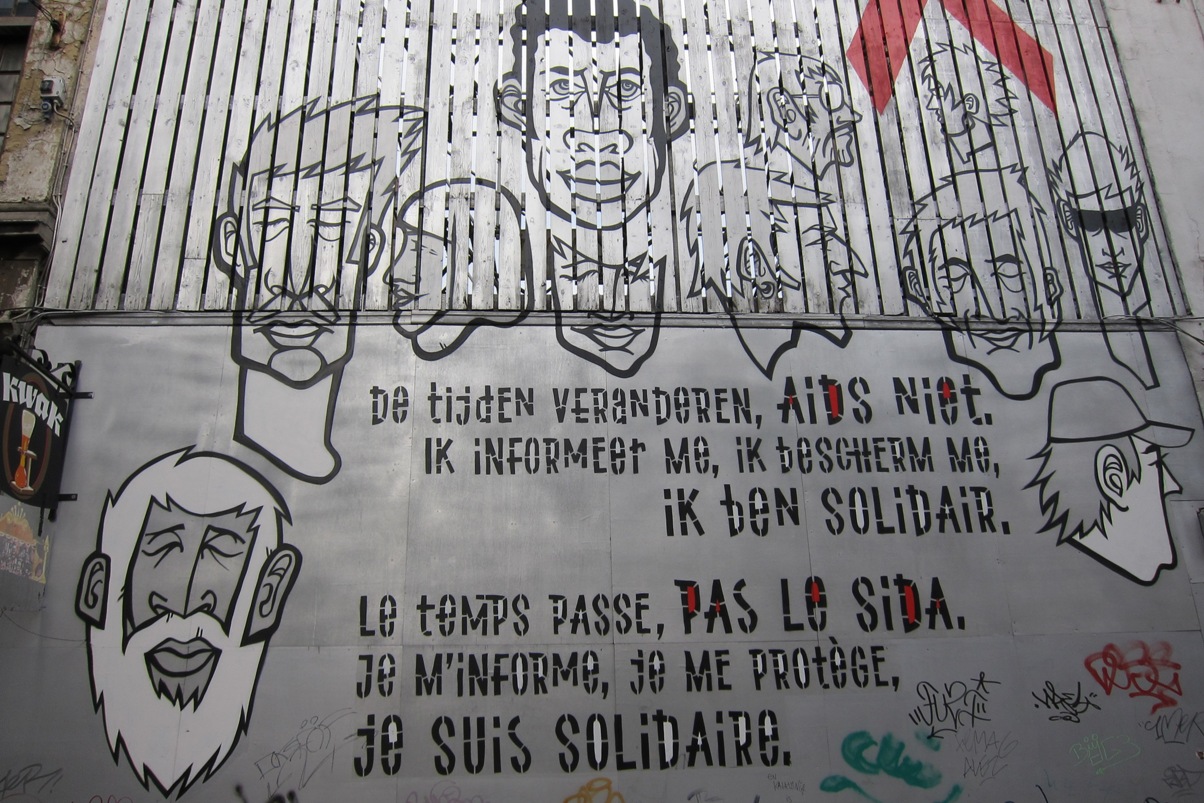 kwak
De tijden veranderen, AiDS Niet.
Ik informeer me, ik bescherm me,
ik ben solidair.
Le temps passe, PAS Le SiDA.
Je m'informe, je me protège,
je suis solidaire.